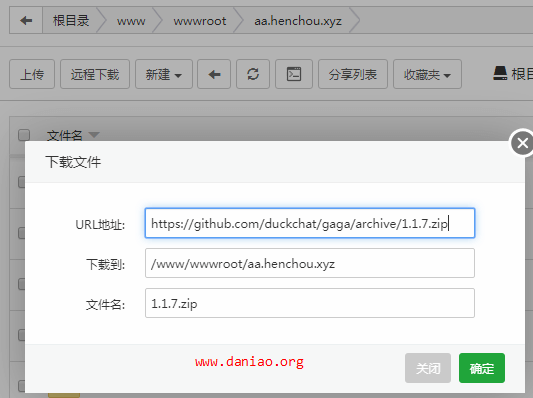 根目录 www wwwroot aa.henchou.xyz
上传 远程下载 新建 分享列表 收藏夹 根目
文件名
下载文件
URL地址: https://github.com/duckchat/gaga/archive/1.1.7.zip
下载到: /www/wwwroot/aa.henchou.xyz
文件名: 1.1.7.zip
www.daniao.org
关闭 确定